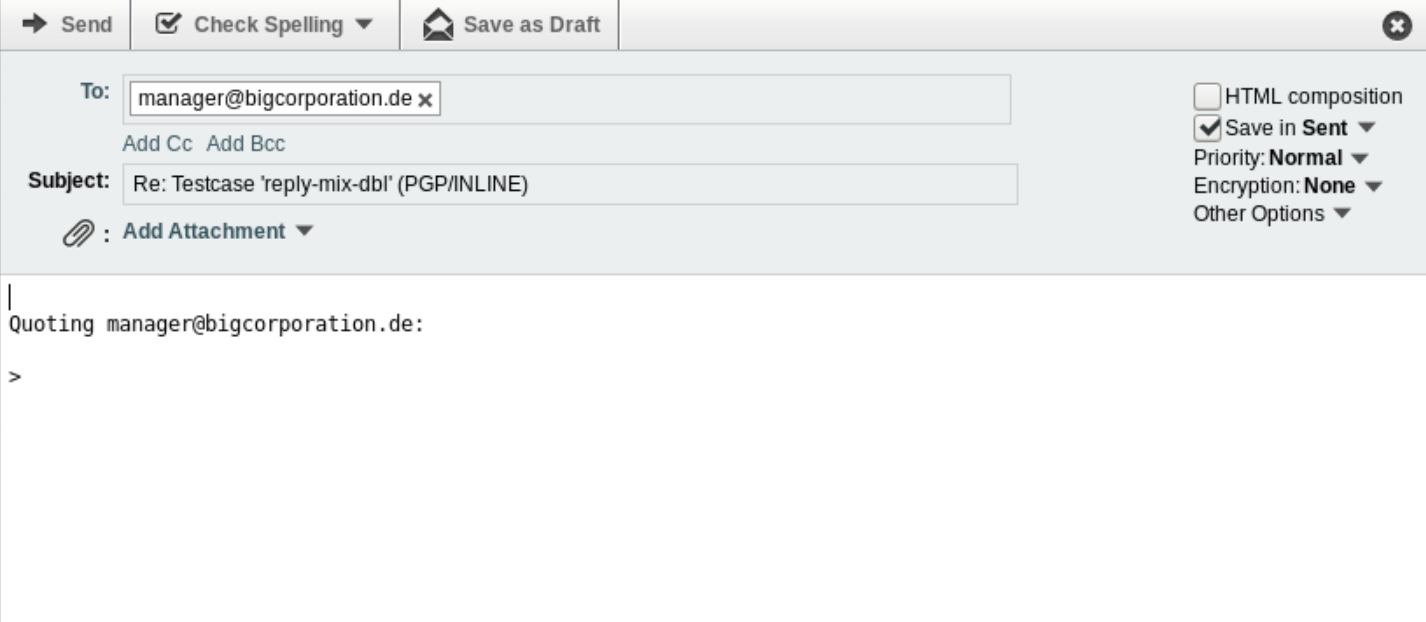 Send Check Spelling Save as Draft
To: manager@bigcorporation.de
HTML composition
Add Cc Add Bcc
Save in Sent
Subject: Re: Testcase 'reply-mix-dbl' (PGP/INLINE)
Priority: Normal
Encryption: None
Other Options
: Add Attachment
Quoting manager@bigcorporation.de:
>